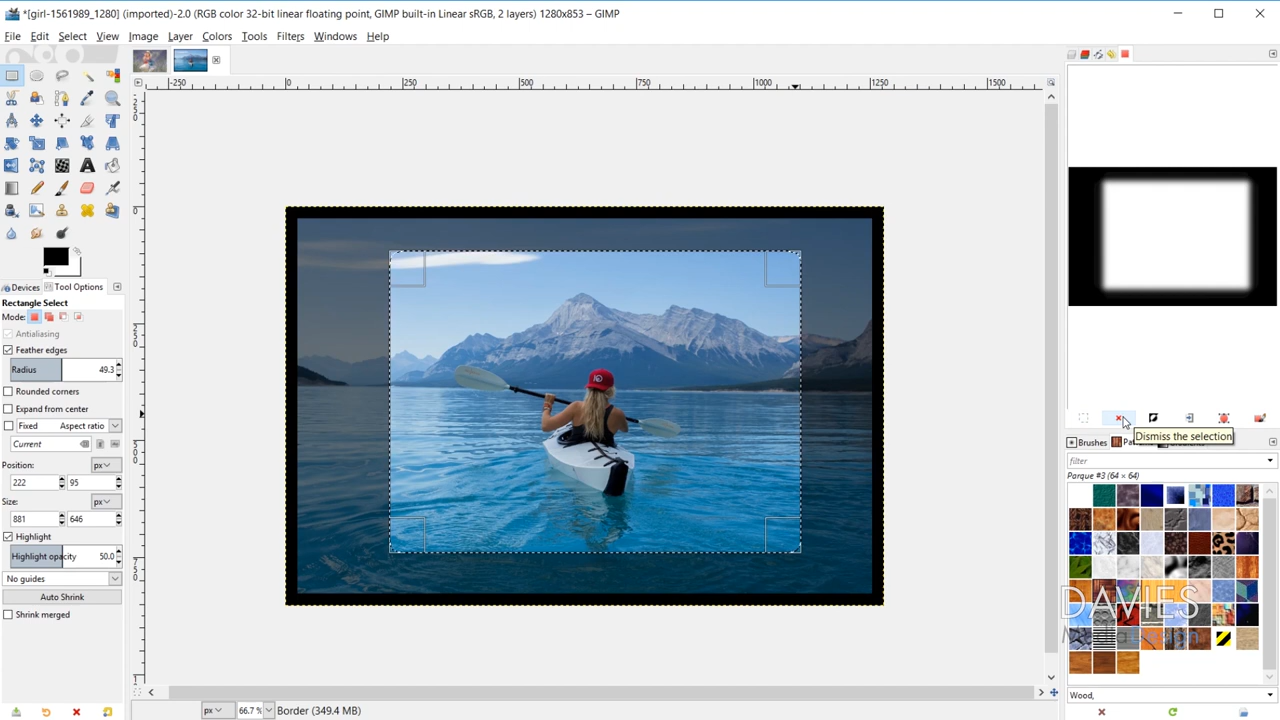 *[girl-1561989_1280] (imported)-2.0 (RGB color 32-bit linear floating point, GIMP built-in Linear sRGB, 2 layers) 1280x853 – GIMP
File Edit Select View Image Layer Colors Tools Filters Windows Help
-250 0 250 500 750 1000 1250 1500
Devices Tool Options
Rectangle Select
Mode:
Antialiasing
Feather edges
Radius 49.3
Rounded corners
Expand from center
Fixed Aspect ratio
Current
Position: px
222 95
Size: px
881 646
Highlight
Highlight opacity 50.0
No guides
Auto Shrink
Shrink merged
Dismiss the selection
Brushes
filter
Parque #3 (64 × 64)
DAVIES
Wood,
px 66.7 % Border (349.4 MB)